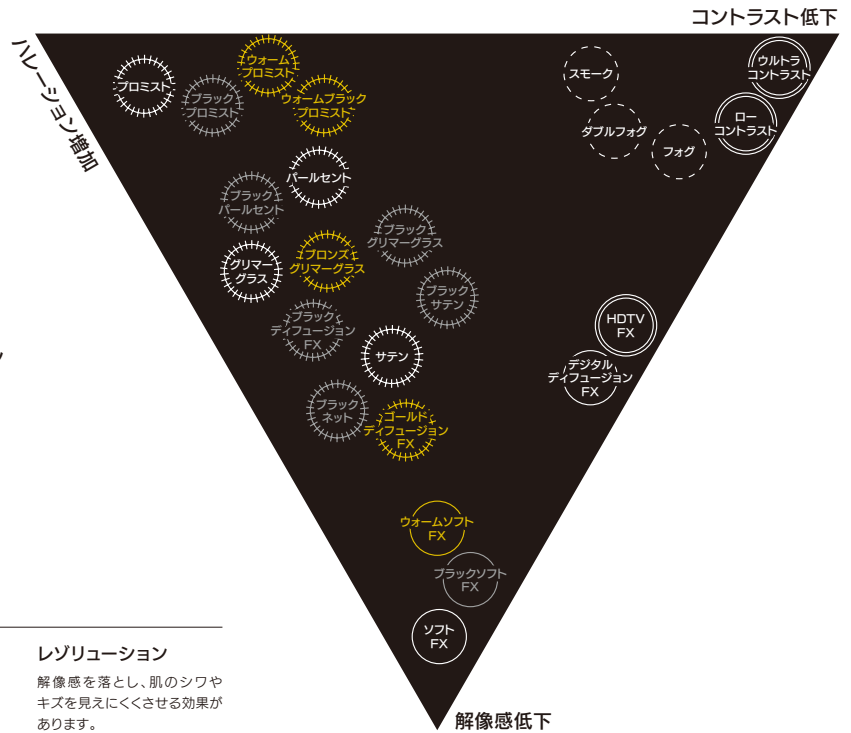 コントラスト低下
ハレーション増加
プロミスト
ブラック
プロミスト
ウォーム
プロミスト
ウォームブラック
プロミスト
スモーク
ウルトラ
コントラスト
ダブルフォグ
フォグ
ロー
コントラスト
パールセント
ブラック
パールセント
ブラック
グリマーグラス
グリマー
グラス
ブロンズ
グリマーグラス
ブラック
サテン
ブラック
ディフュージョン
FX
サテン
HDTV
FX
デジタル
ディフュージョン
FX
ブラック
ネット
ゴールド
ディフュージョン
FX
ウォームソフト
FX
ブラックソフト
FX
ソフト
FX
解像感低下
レゾリューション
解像感を落とし、肌のシワや
キズを見えにくくさせる効果が
あります。